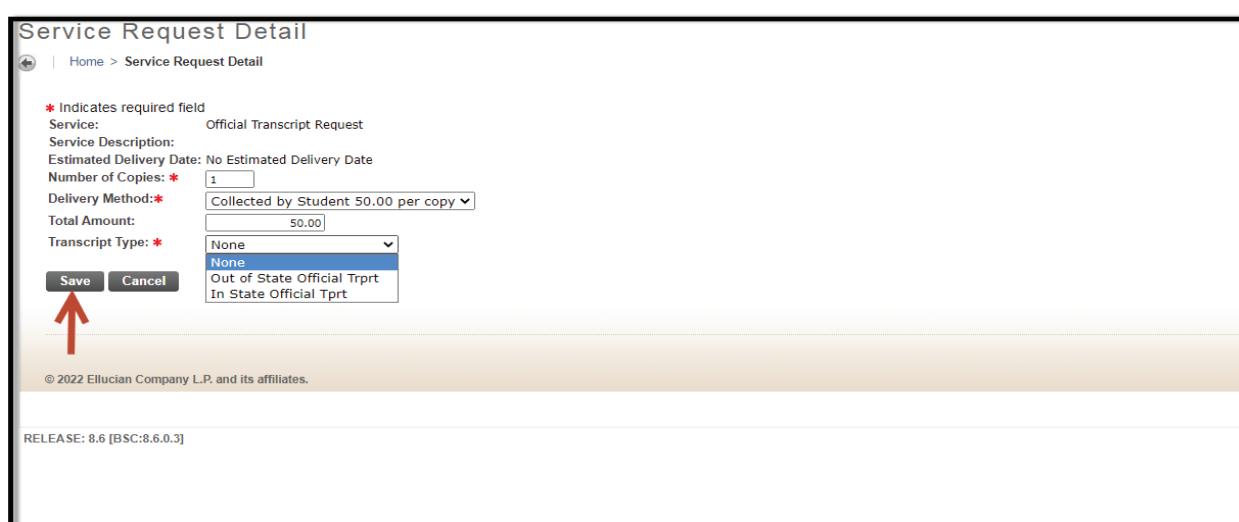 Service Request Detail
Home > Service Request Detail
* Indicates required field
Service: Official Transcript Request
Service Description:
Estimated Delivery Date: No Estimated Delivery Date
Number of Copies: * 1
Delivery Method:* Collected by Student 50.00 per copy
Total Amount: 50.00
Transcript Type: * None
None
Out of State Official Trprt
In State Official Tprt
Save Cancel
© 2022 Ellucian Company L.P. and its affiliates.
RELEASE: 8.6 [BSC:8.6.0.3]